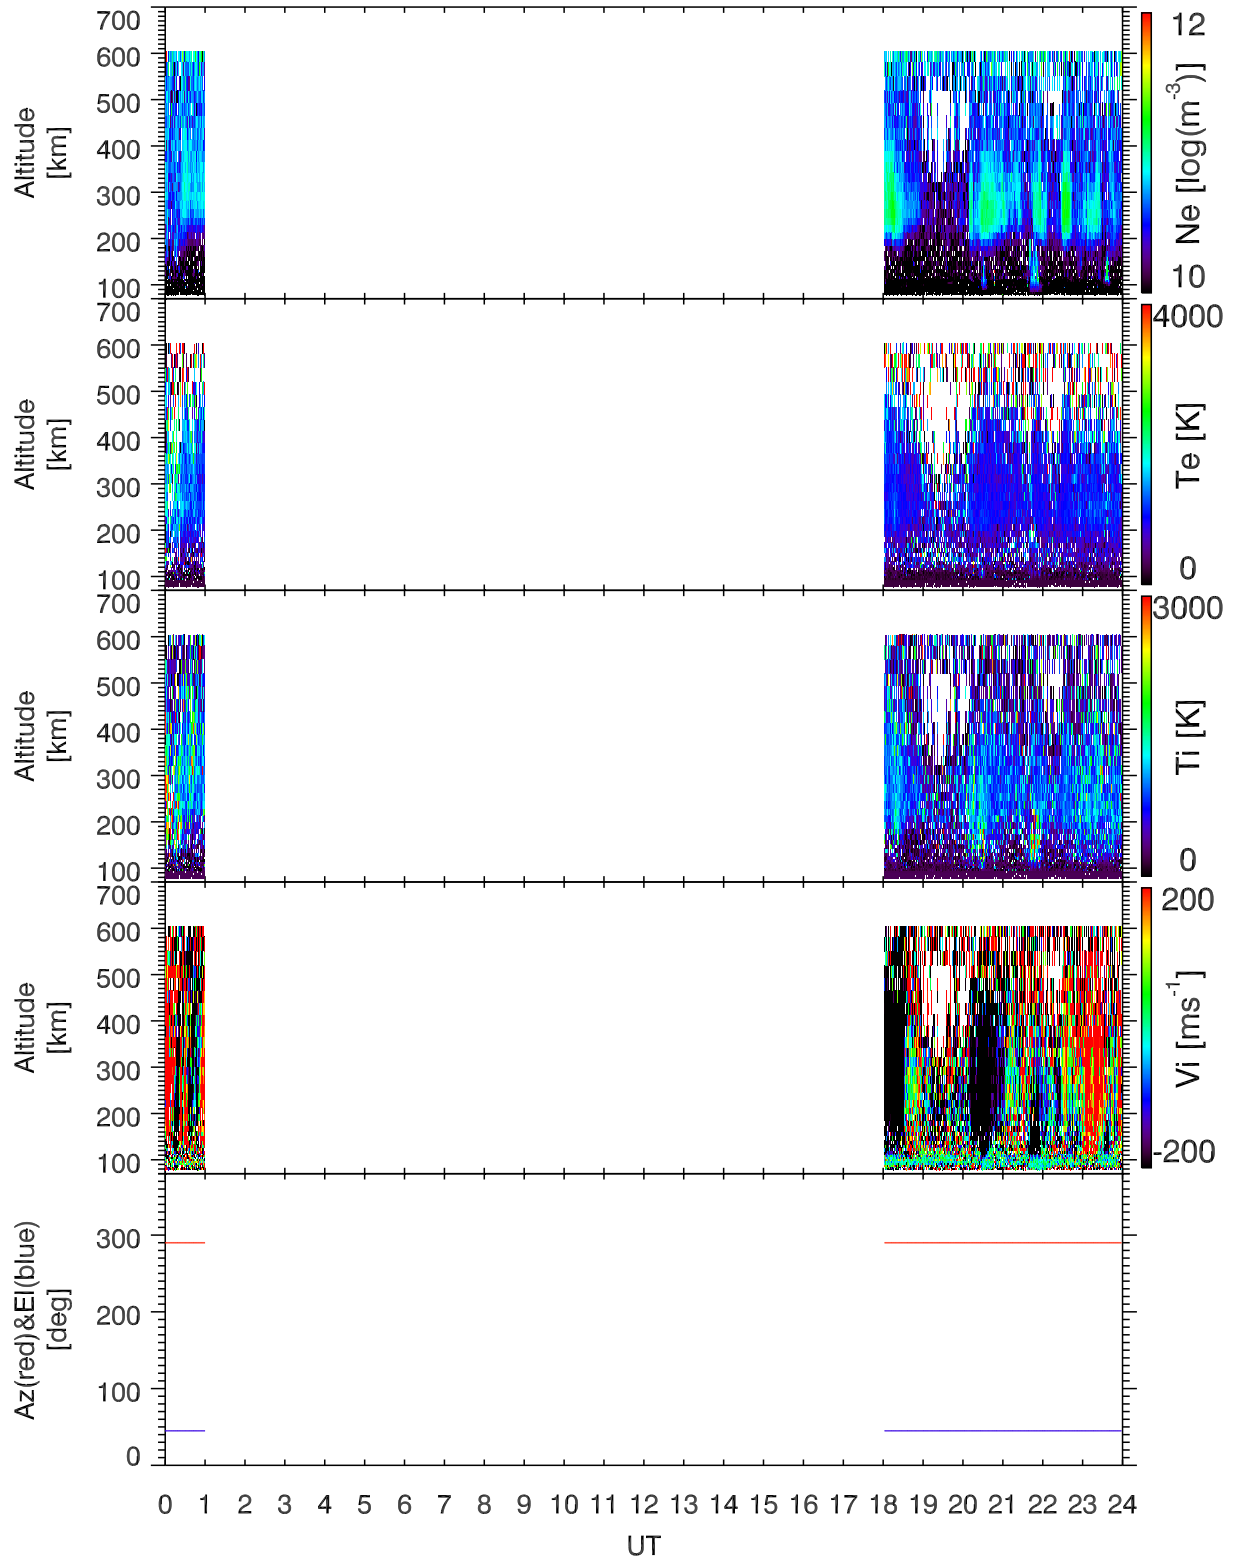 700
600
500
400
300
200
100
Altitude
[km]
12
10
Ne [log(m⁻³)]
700
600
500
400
300
200
100
Altitude
[km]
4000
0
Te [K]
700
600
500
400
300
200
100
Altitude
[km]
3000
0
Ti [K]
700
600
500
400
300
200
100
Altitude
[km]
200
-200
Vi [ms⁻¹]
300
200
100
0
Az(red)&El(blue)
[deg]
0 1 2 3 4 5 6 7 8 9 10 11 12 13 14 15 16 17 18 19 20 21 22 23 24
UT